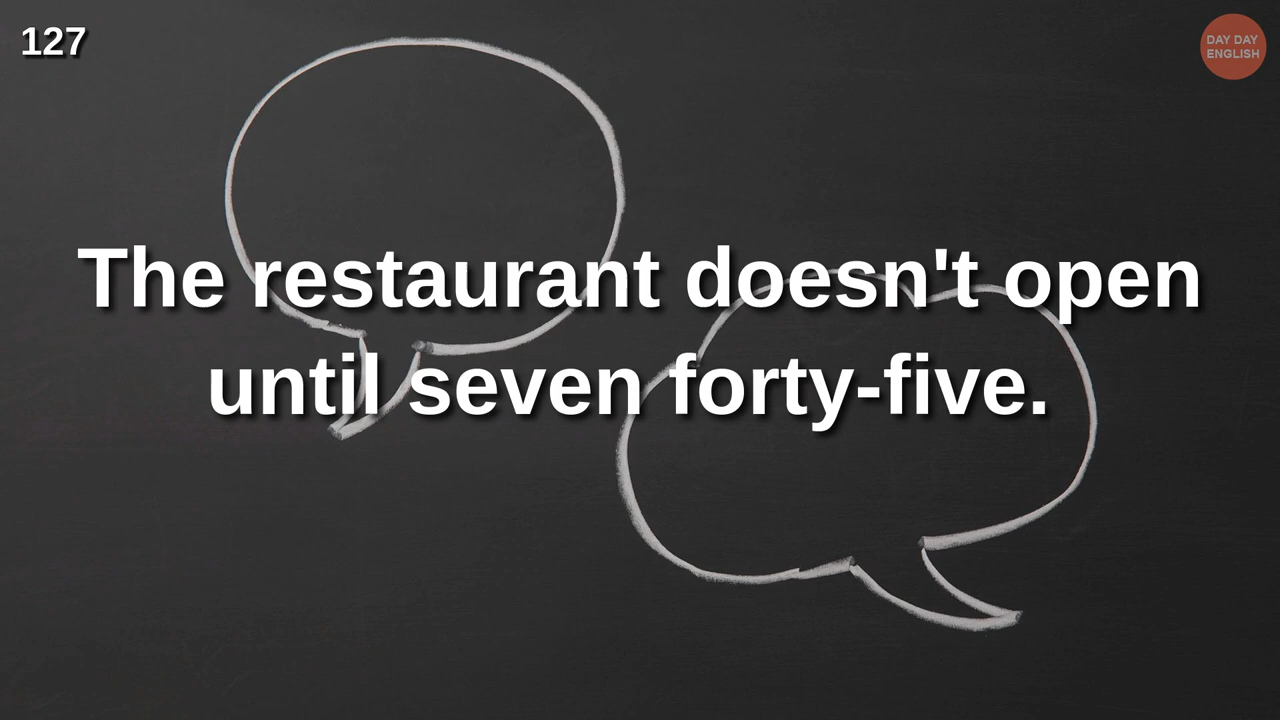 127
DAY DAY
ENGLISH
The restaurant doesn't open
until seven forty-five.